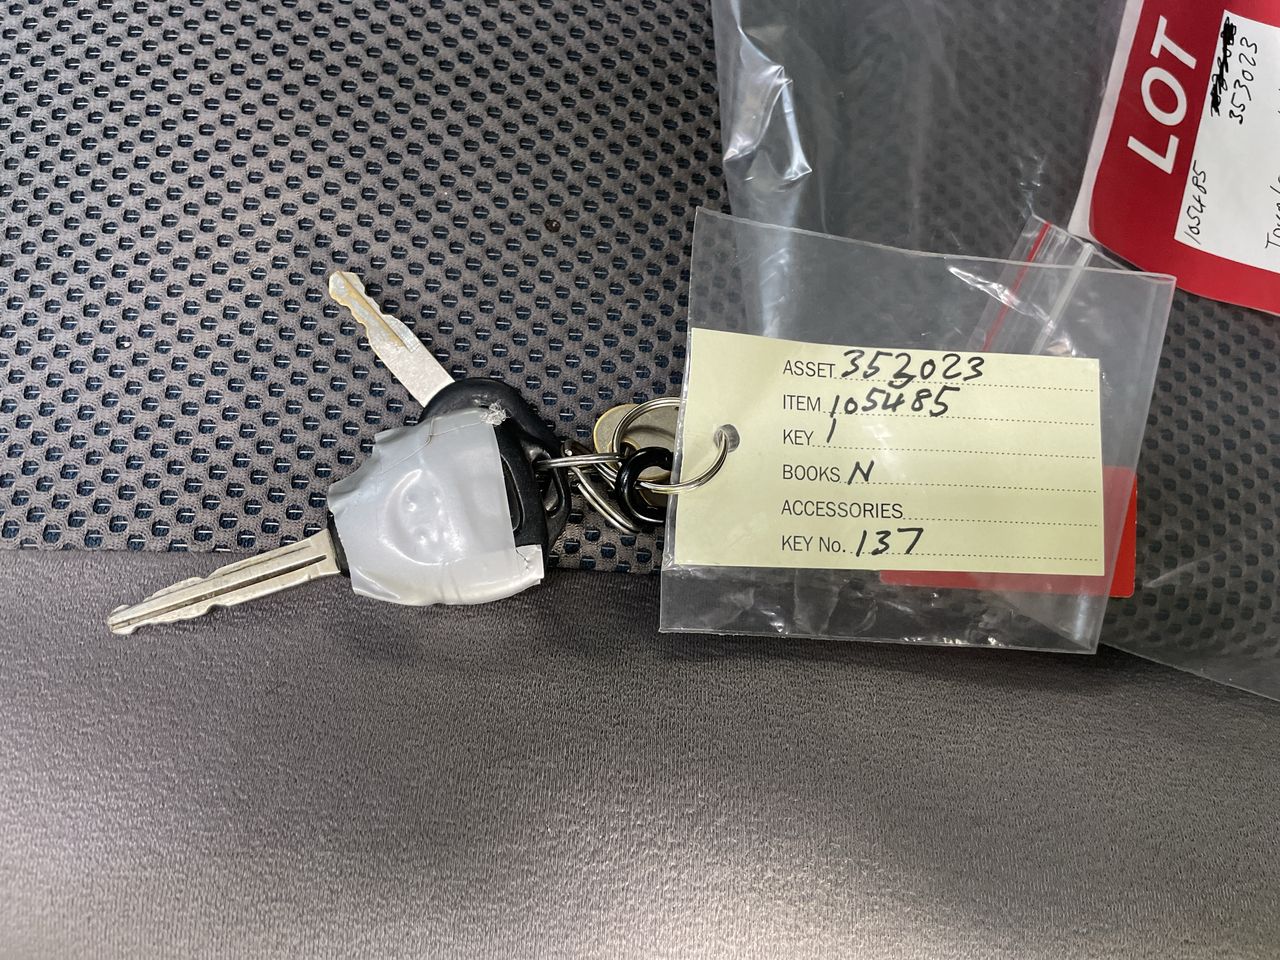 LOT
353023
105485
ASSET 353023
ITEM 105485
KEY 1
BOOKS N
ACCESSORIES
KEY No. 137